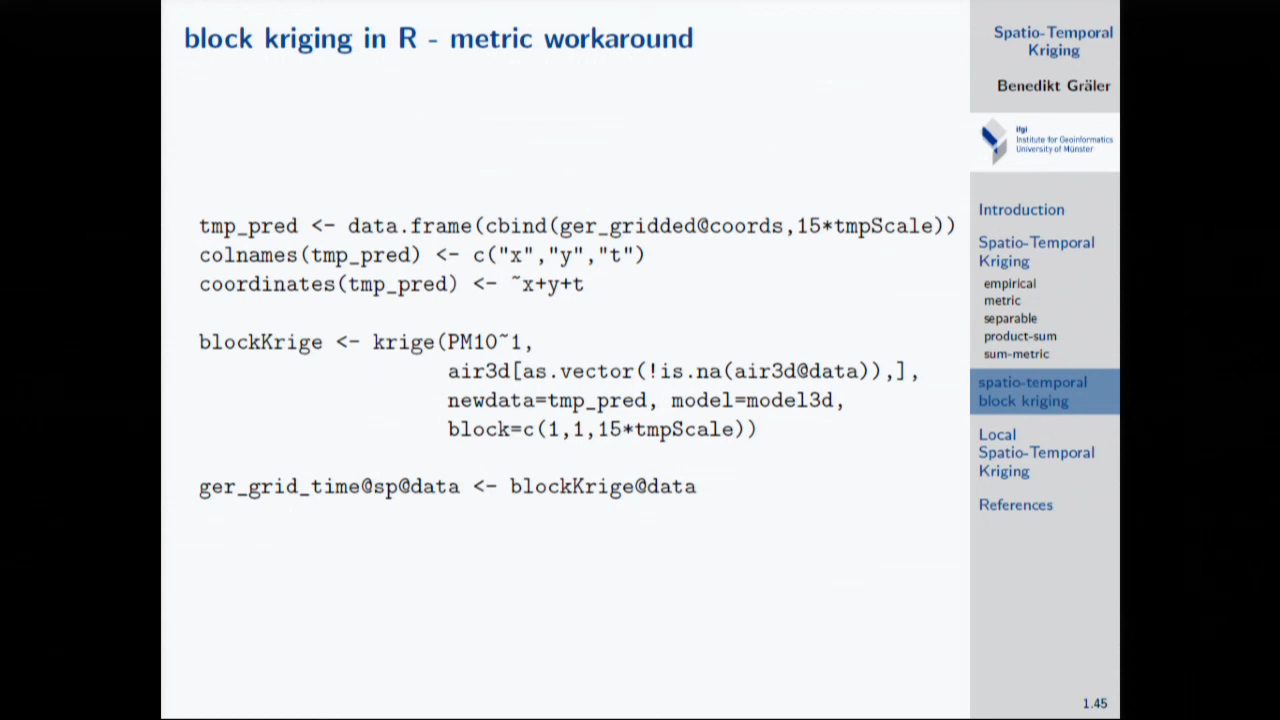 block kriging in R - metric workaround
tmp_pred <- data.frame(cbind(ger_gridded@coords,15*tmpScale))
colnames(tmp_pred) <- c("x","y","t")
coordinates(tmp_pred) <- ~x+y+t
blockKrige <- krige(PM10~1,
air3d[as.vector(!is.na(air3d@data)),],
newdata=tmp_pred, model=model3d,
block=c(1,1,15*tmpScale))
ger_grid_time@sp@data <- blockKrige@data
Spatio-Temporal
Kriging
Benedikt Gräler
ifgi
Institute for Geoinformatics
University of Münster
Introduction
Spatio-Temporal
Kriging
empirical
metric
separable
product-sum
sum-metric
spatio-temporal
block kriging
Local
Spatio-Temporal
Kriging
References
1.45